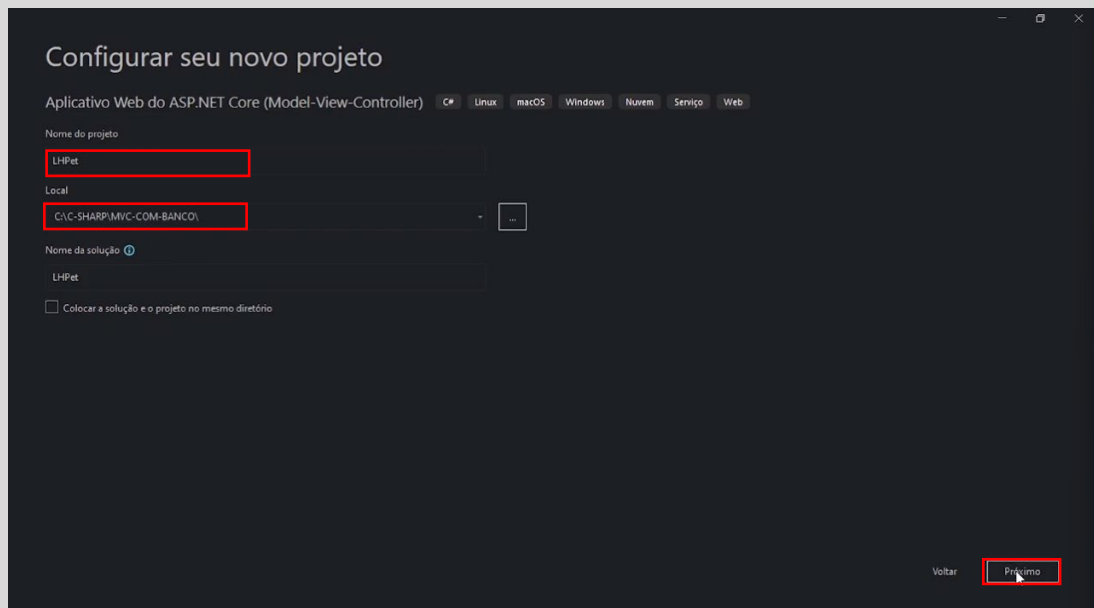 Configurar seu novo projeto
Aplicativo Web do ASP.NET Core (Model-View-Controller) C# Linux macOS Windows Nuvem Serviço Web
Nome do projeto
LHPet
Local
C:\C-SHARP\MVC-COM-BANCO\
...
Nome da solução
LHPet
Colocar a solução e o projeto no mesmo diretório
Voltar Próximo